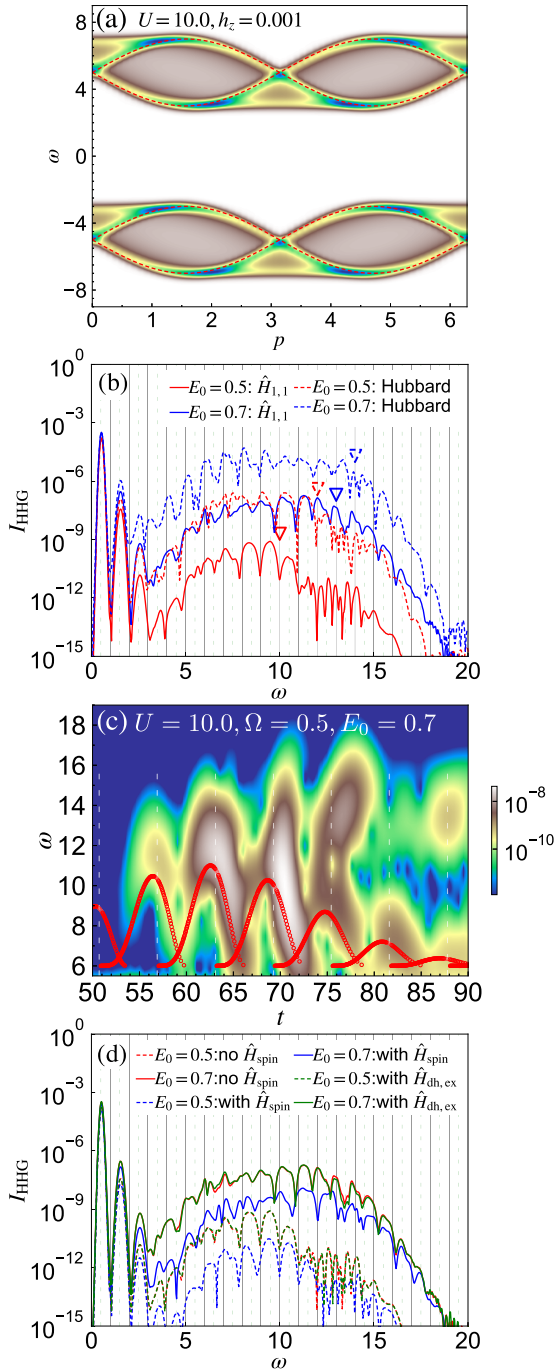 (a) U = 10.0, h_z = 0.001
8
4
0
−4
−8
ω
0 1 2 3 4 5 6
p
(b)
E_0 = 0.5: Ĥ_{1,1} E_0 = 0.5: Hubbard
E_0 = 0.7: Ĥ_{1,1} E_0 = 0.7: Hubbard
10^0
10^{−3}
10^{−6}
10^{−9}
10^{−12}
10^{−15}
I_HHG
0 5 10 15 20
ω
(c) U = 10.0, Ω = 0.5, E_0 = 0.7
18
16
14
12
10
8
6
ω
10^{−8}
10^{−10}
50 55 60 65 70 75 80 85 90
t
(d)
E_0 = 0.5:no Ĥ_spin E_0 = 0.7:with Ĥ_spin
E_0 = 0.7:no Ĥ_spin E_0 = 0.5:with Ĥ_{dh, ex}
E_0 = 0.5:with Ĥ_spin E_0 = 0.7:with Ĥ_{dh, ex}
10^0
10^{−3}
10^{−6}
10^{−9}
10^{−12}
10^{−15}
I_HHG
0 5 10 15 20
ω